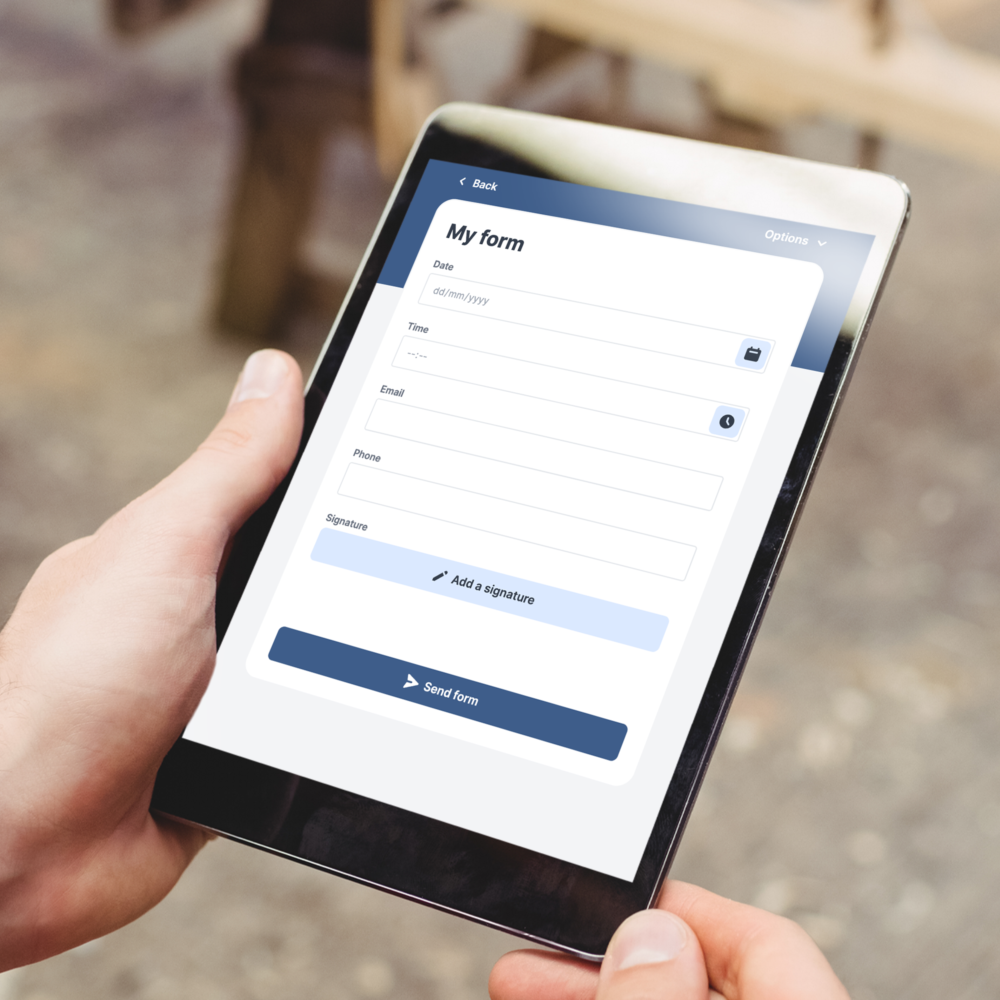 Back
Options
My form
Date
dd/mm/yyyy
Time
--:--
Email
Phone
Signature
Add a signature
Send form